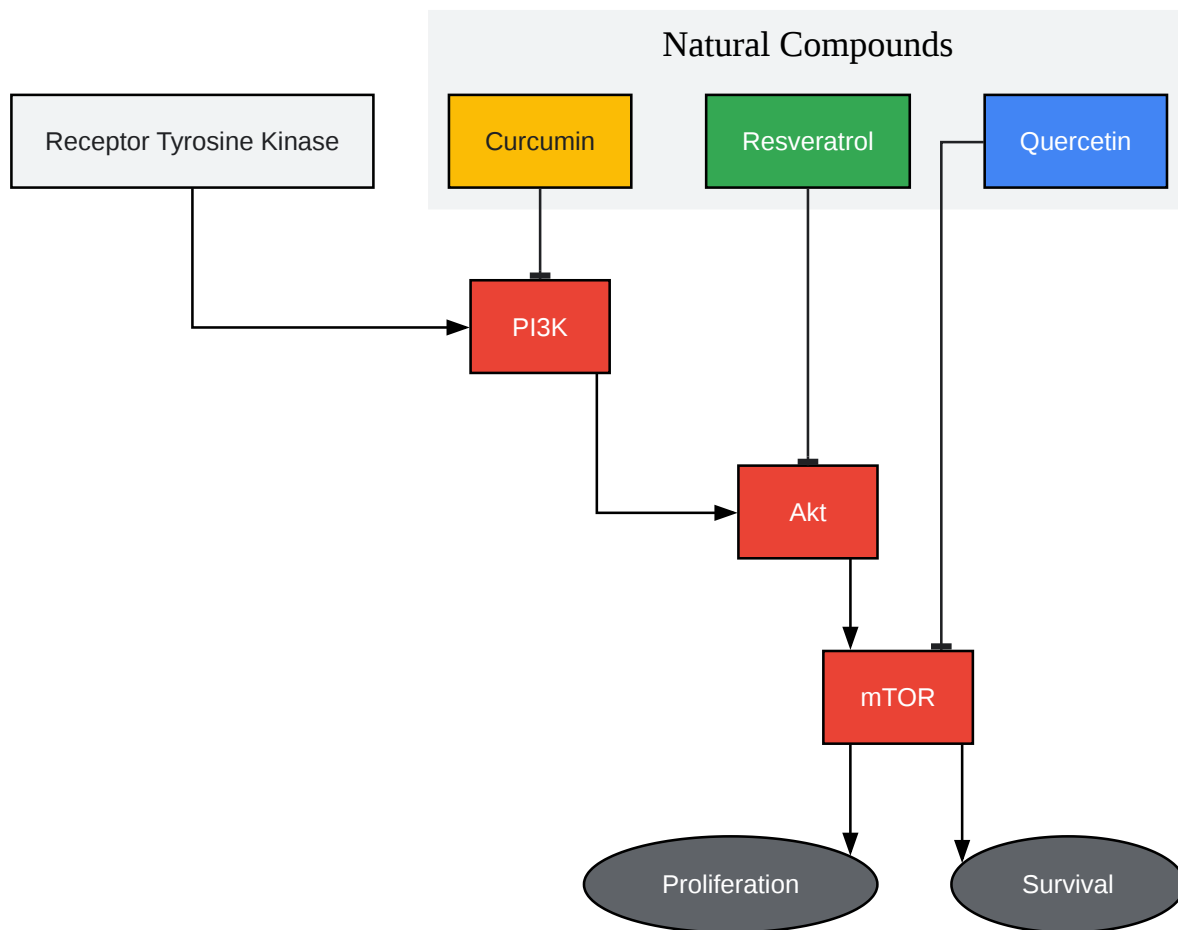 Natural Compounds
Receptor Tyrosine Kinase
Curcumin
Resveratrol
Quercetin
PI3K
Akt
mTOR
Proliferation
Survival